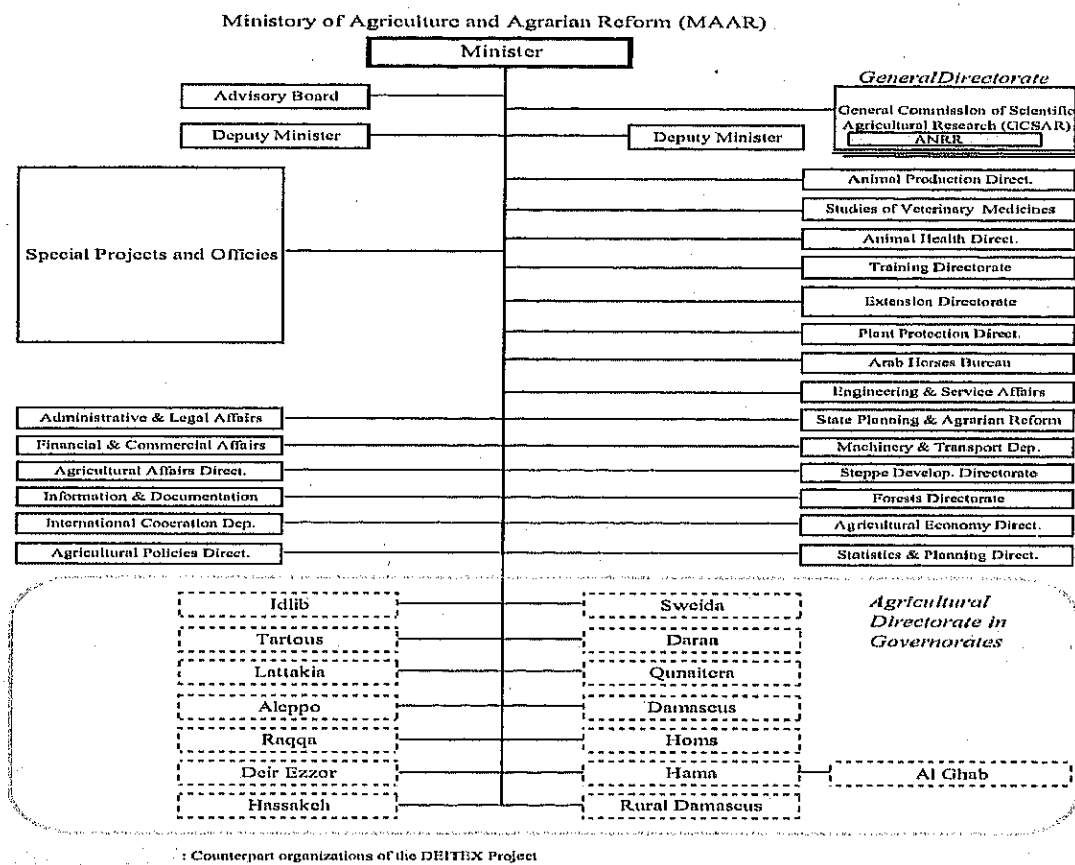 Ministory of Agriculture and Agrarian Reform (MAAR)
Minister
GeneralDirectorate
Advisory Board
General Commission of Scientific
Agricultural Research (GCSAR)
ANRR
Deputy Minister
Deputy Minister
Special Projects and Officies
Animal Production Direct.
Studies of Veterinary Medicines
Animal Health Direct.
Training Directorate
Extension Directorate
Plant Protection Direct.
Arab Horses Bureau
Engineering & Service Affairs
Administrative & Legal Affairs
State Planning & Agrarian Reform
Financial & Commercial Affairs
Machinery & Transport Dep.
Agricultural Affairs Direct.
Steppe Develop. Directorate
Information & Documentation
Forests Directorate
International Cooeration Dep.
Agricultural Economy Direct.
Agricultural Policies Direct.
Statistics & Planning Direct.
Agricultural
Directorate in
Governorates
Idlib
Sweida
Tartous
Daraa
Lattakia
Qunaitera
Aleppo
Damascus
Raqqa
Homs
Deir Ezzor
Hama
Al Ghab
Hassakeh
Rural Damascus
: Counterpart organizations of the DEITEX Project